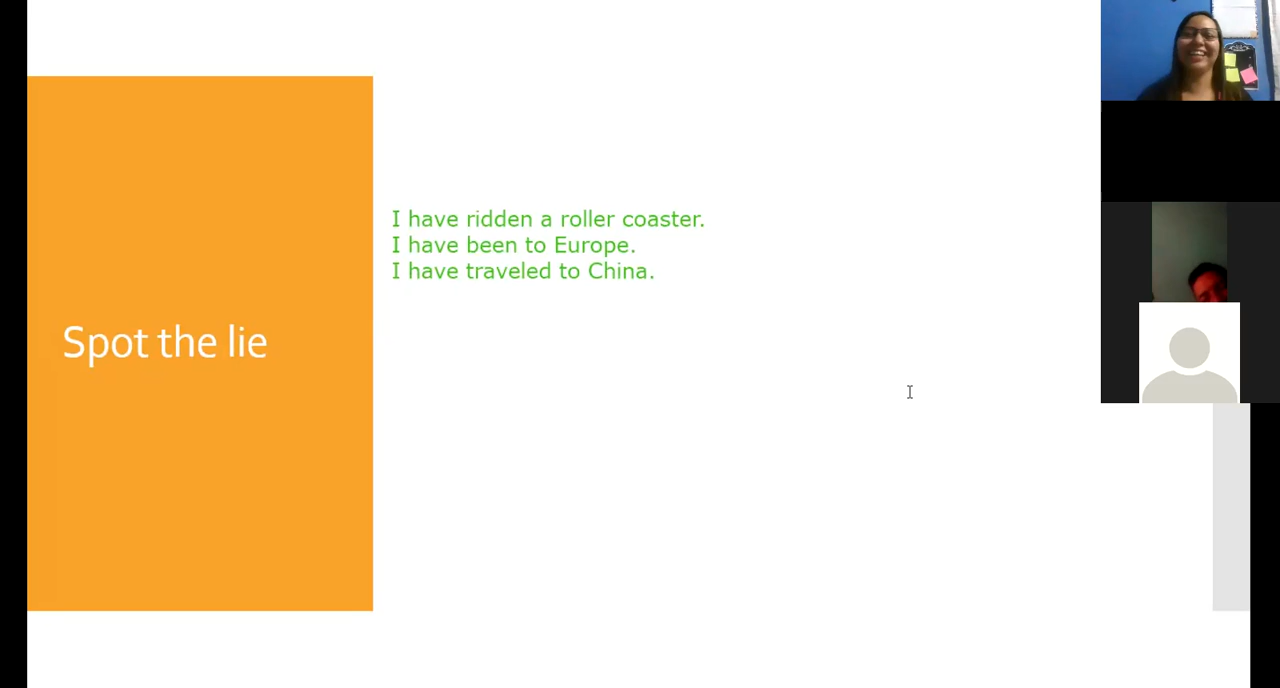 Spot the lie
I have ridden a roller coaster.
I have been to Europe.
I have traveled to China.